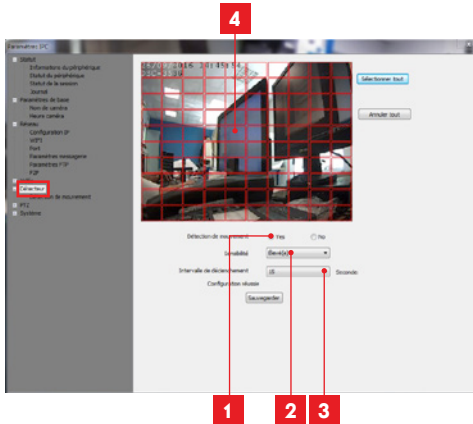 4
Paramètres IPC
Statut
Informations du périphérique
Statut du périphérique
Statut de la session
Journal
Paramètres de base
Nom de caméra
Heure caméra
Réseau
Configuration IP
WIFI
Port
Paramètres messagerie
Paramètres FTP
P2P
Détecteur
Détection de mouvement
PTZ
Système
Sélectionner tout
Annuler tout
Détection de mouvement
Yes
No
Sensibilité
Élevé(e)
Intervalle de déclenchement
15
Seconde
Configuration réussie
Sauvegarder
1
2
3